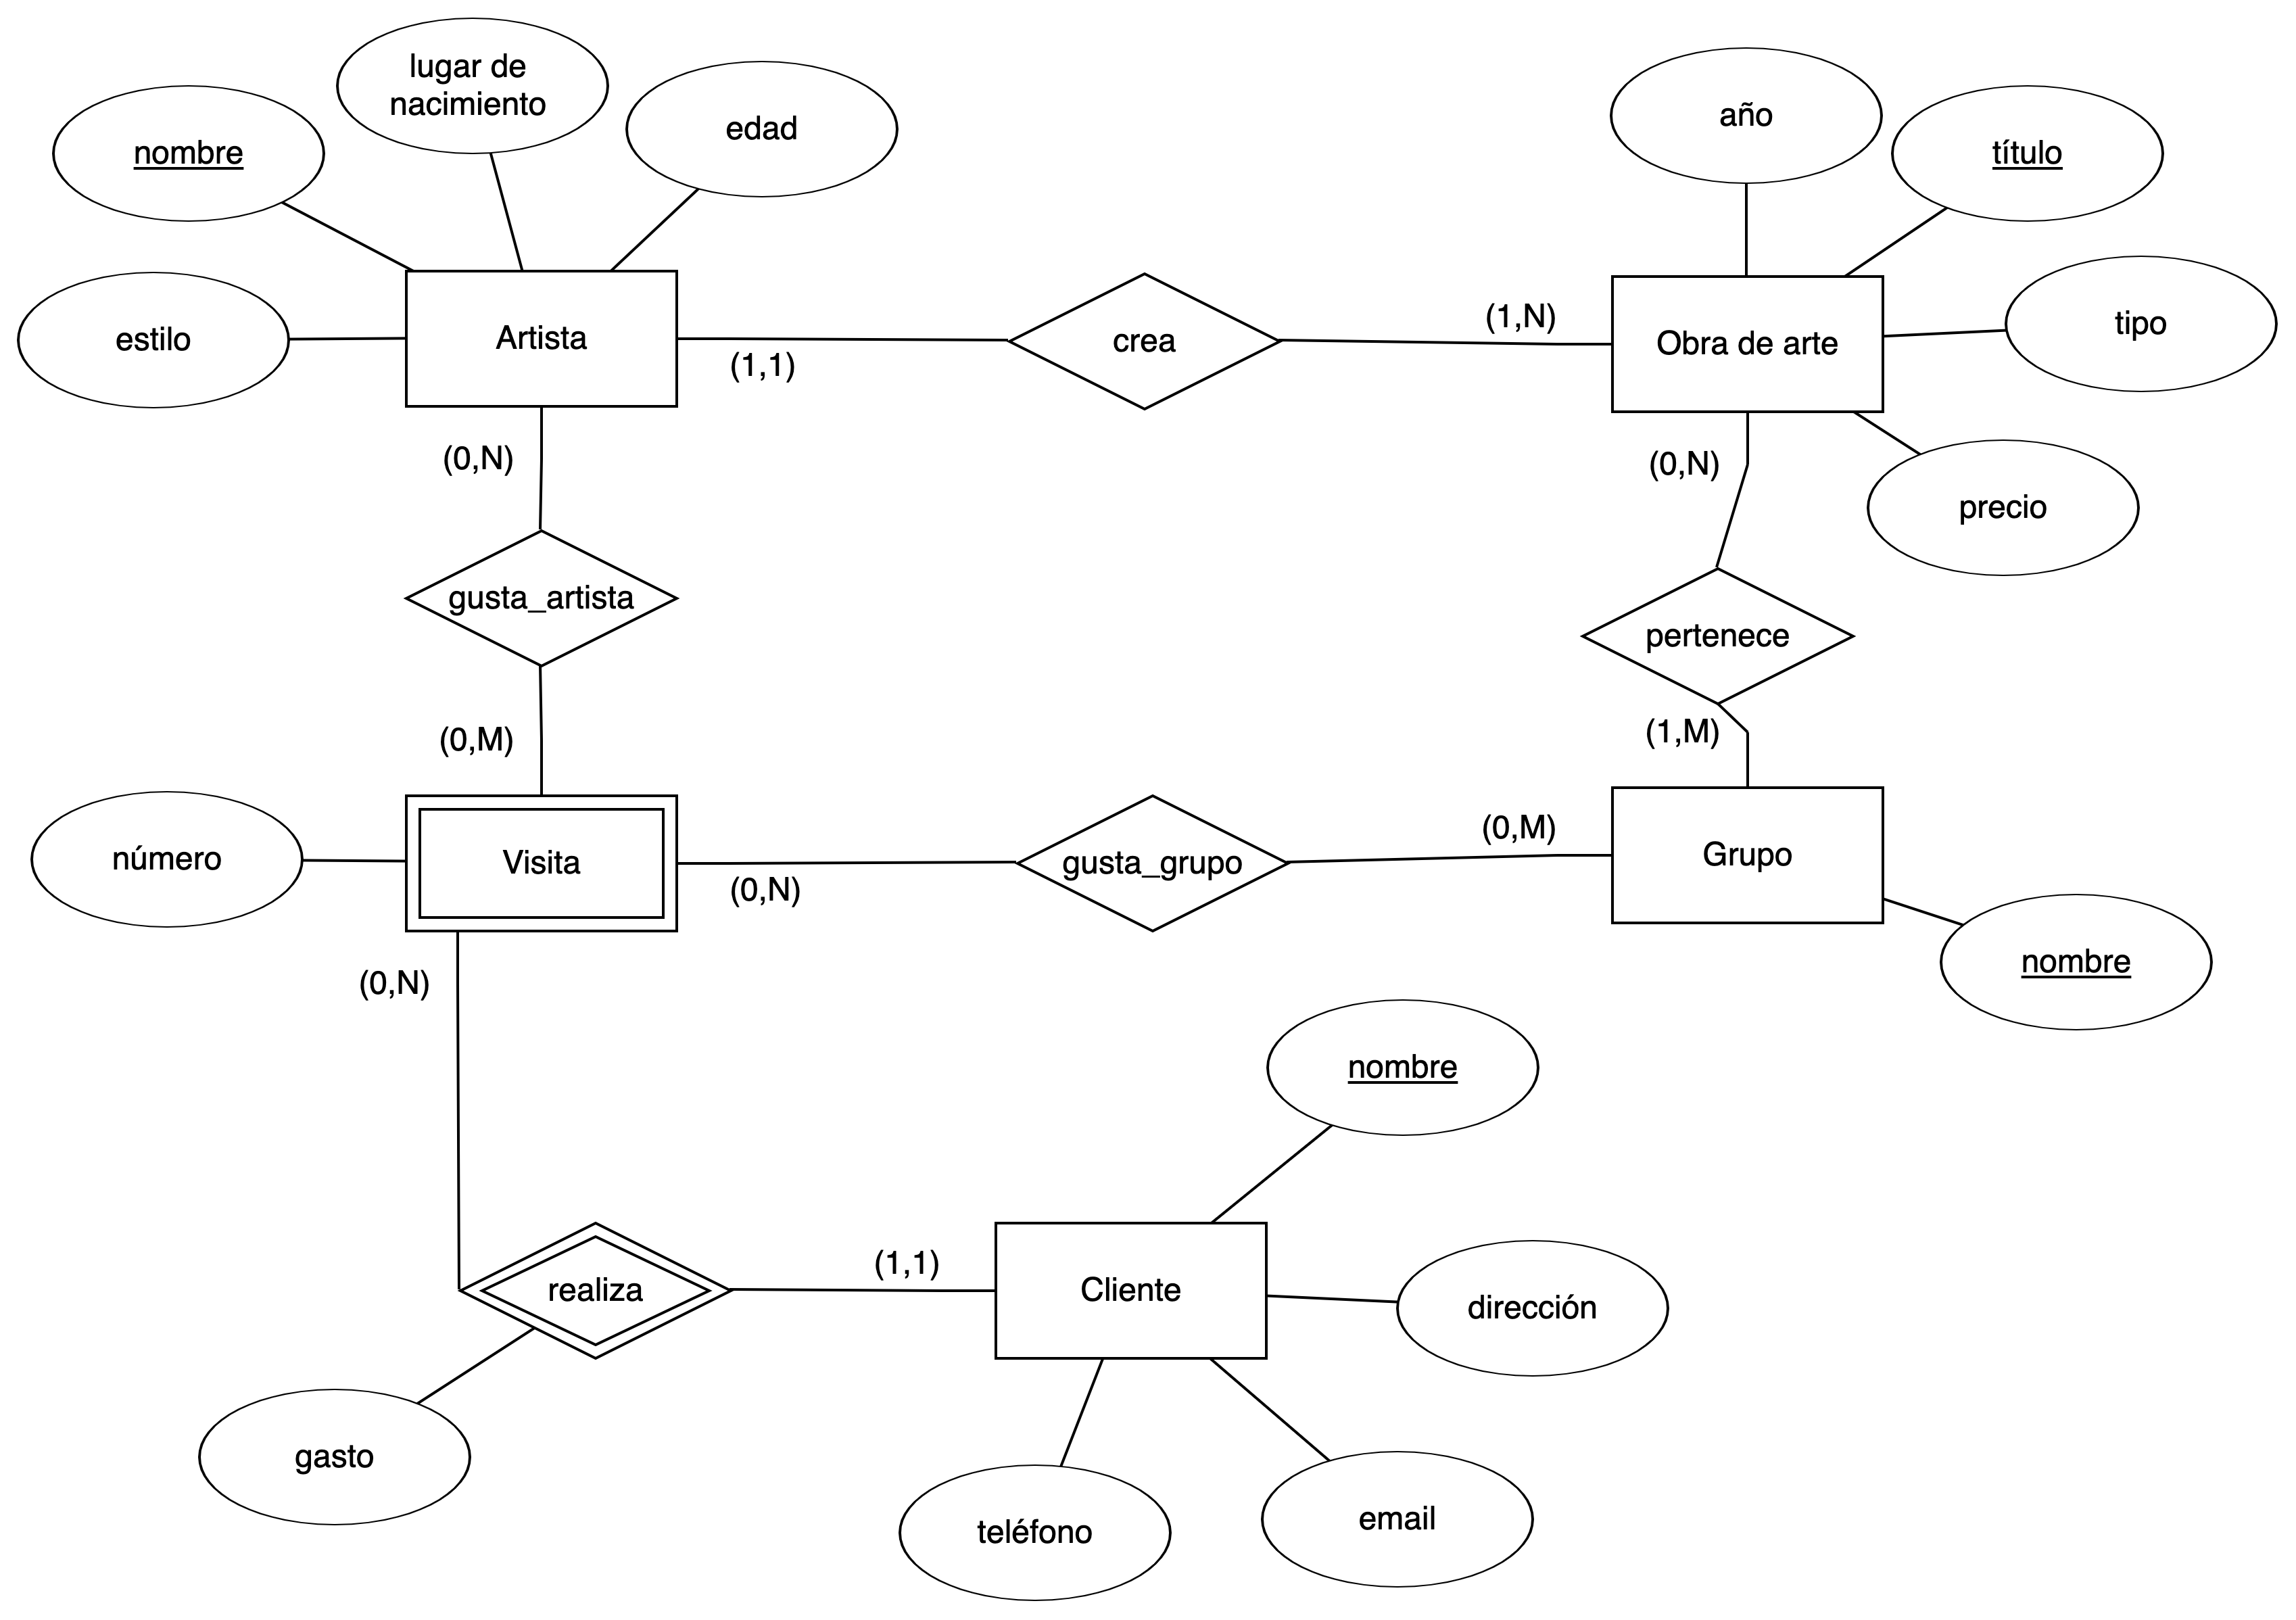 lugar de
nacimiento
edad
nombre
estilo
Artista
(1,1)
crea
(1,N)
año
título
Obra de arte
tipo
precio
(0,N)
gusta_artista
(0,M)
(0,N)
pertenece
(1,M)
número
Visita
(0,N)
gusta_grupo
(0,M)
Grupo
nombre
(0,N)
realiza
(1,1)
gasto
Cliente
nombre
dirección
teléfono
email